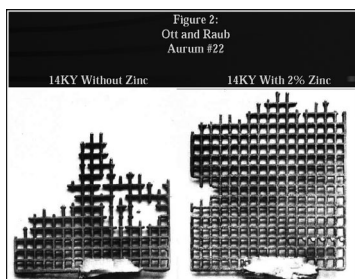 Figure 2:
Ott and Raub
Aurum #22
14KY Without Zinc
14KY With 2% Zinc